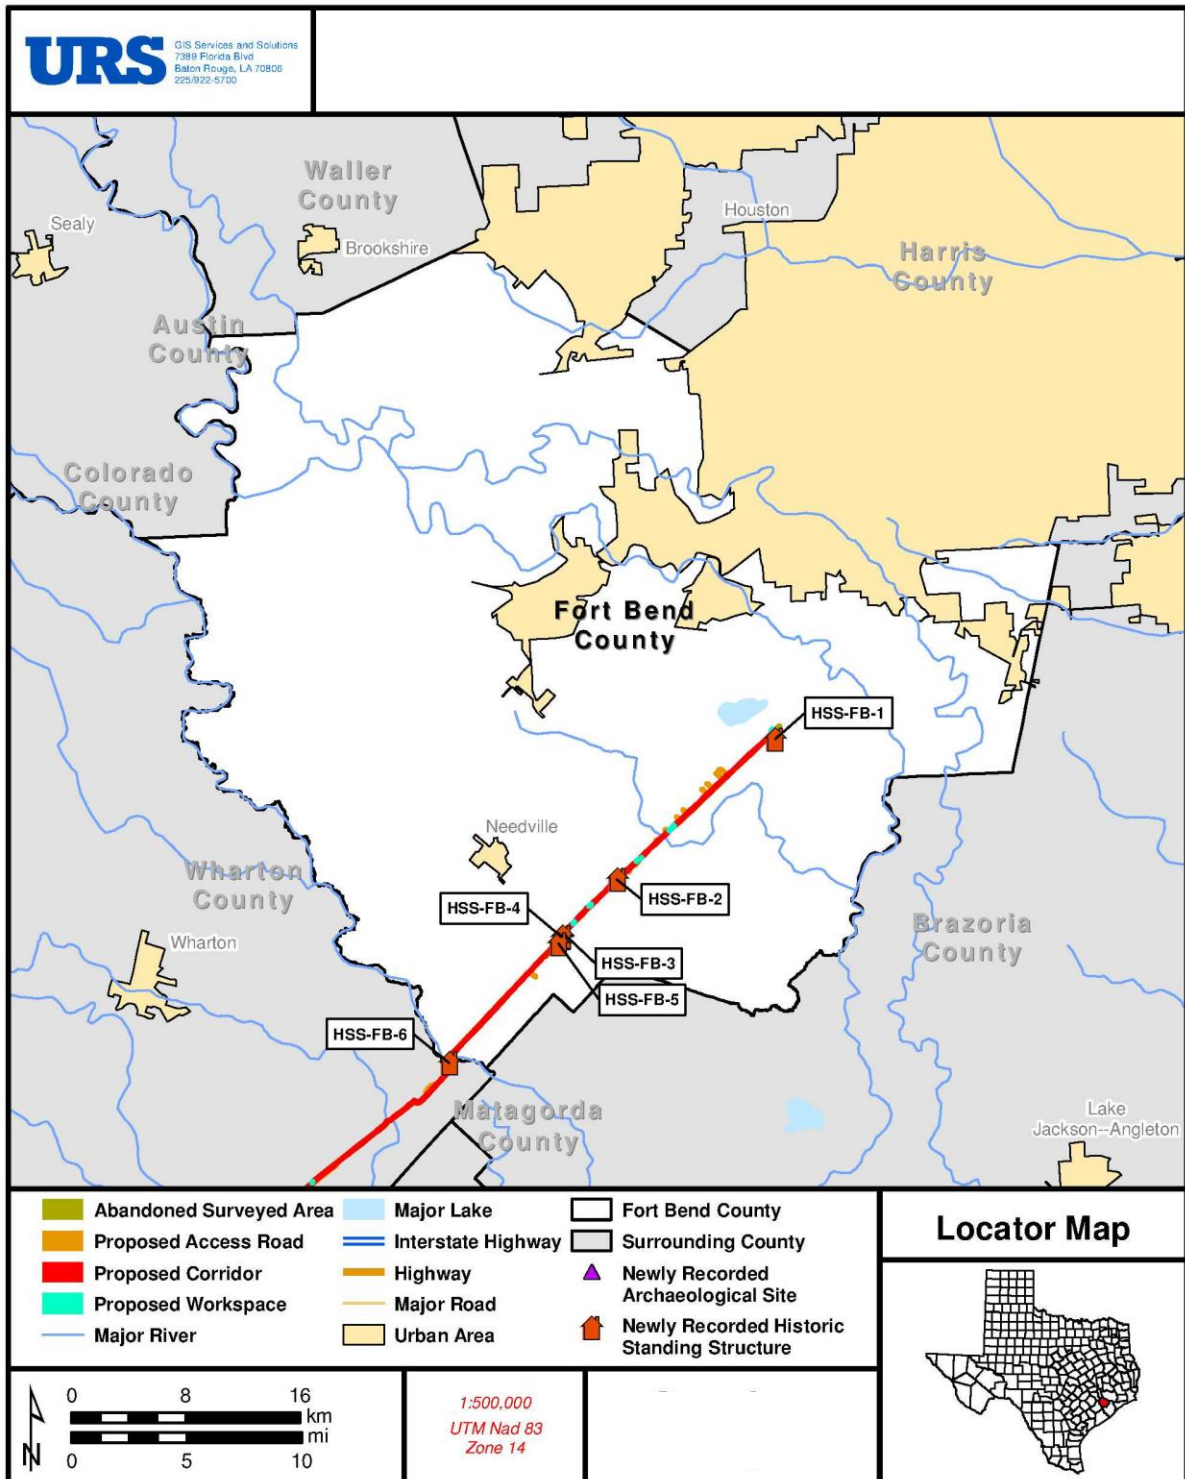 URS
GIS Services and Solutions
7389 Florida Blvd
Baton Rouge, LA 70806
225/922-5700
Waller
County
Houston
Sealy
Brookshire
Harris
County
Austin
County
Colorado
County
Fort Bend
County
HSS-FB-1
Needville
Wharton
County
HSS-FB-4
HSS-FB-2
Brazoria
County
Wharton
HSS-FB-3
HSS-FB-5
HSS-FB-6
Matagorda
County
Lake
Jackson--Angleton
Abandoned Surveyed Area
Proposed Access Road
Proposed Corridor
Proposed Workspace
Major River
Major Lake
Interstate Highway
Highway
Major Road
Urban Area
Fort Bend County
Surrounding County
Newly Recorded
Archaeological Site
Newly Recorded Historic
Standing Structure
Locator Map
N
0 8 16
km
mi
0 5 10
1:500,000
UTM Nad 83
Zone 14